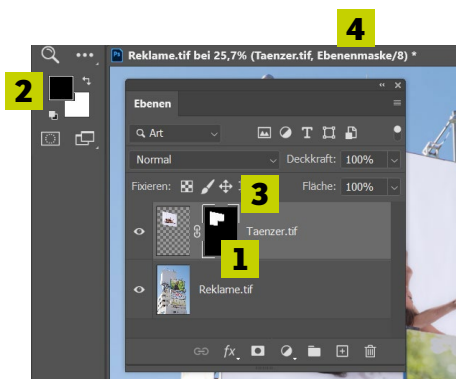 4
Ps Reklame.tif bei 25,7% (Taenzer.tif, Ebenenmaske/8) *
2
Ebenen
Art
T
Normal Deckkraft: 100%
Fixieren: Fläche: 100%
3
Taenzer.tif
1
Reklame.tif
fx